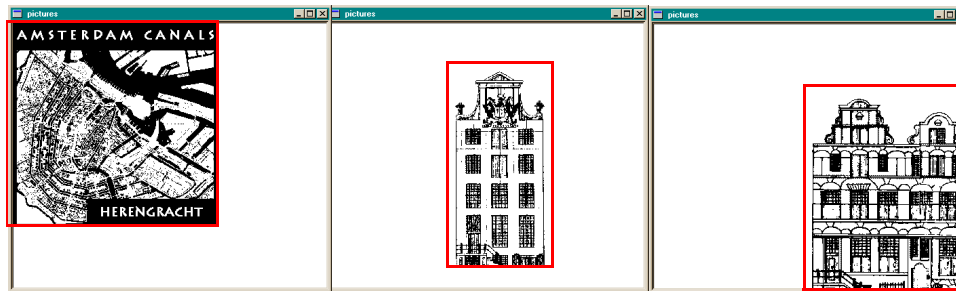 pictures
pictures
pictures
AMSTERDAM CANALS
HERENGRACHT